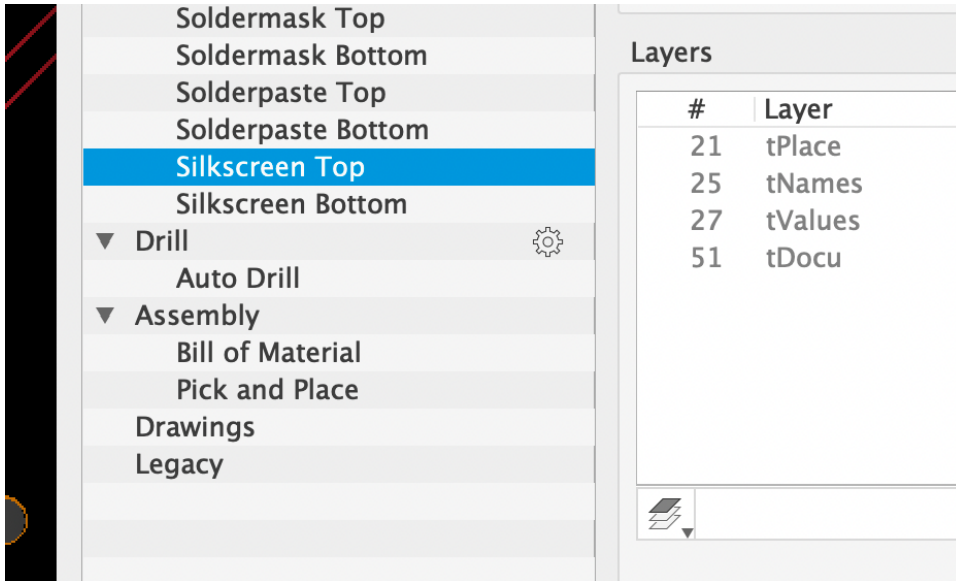 Soldermask Top
Soldermask Bottom
Solderpaste Top
Solderpaste Bottom
Silkscreen Top
Silkscreen Bottom
Drill
Auto Drill
Assembly
Bill of Material
Pick and Place
Drawings
Legacy
Layers
# Layer
21 tPlace
25 tNames
27 tValues
51 tDocu